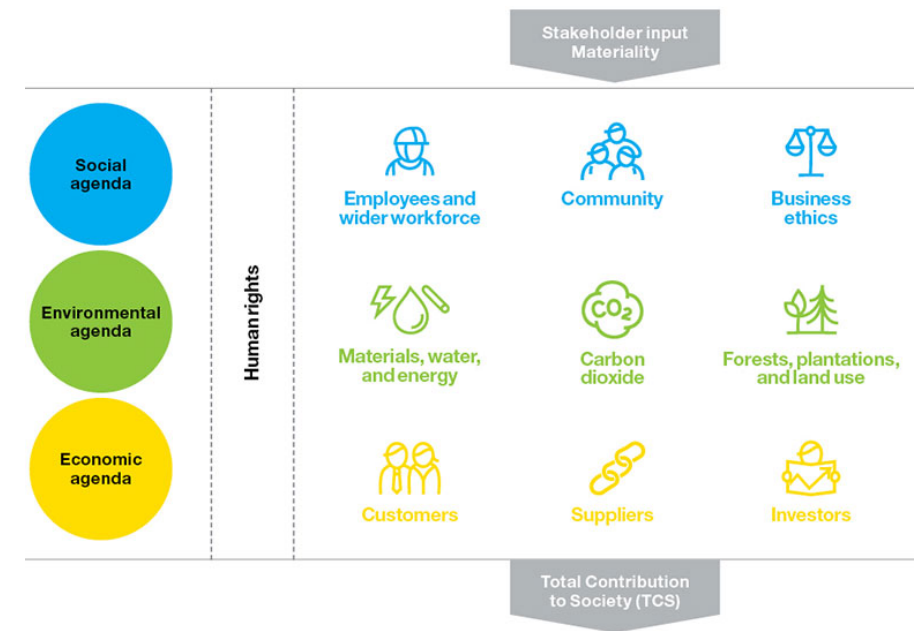 Stakeholder input
Materiality
Social
agenda
Employees and
wider workforce
Community
Business
ethics
Human rights
Environmental
agenda
Materials, water,
and energy
CO2
Carbon
dioxide
Forests, plantations,
and land use
Economic
agenda
Customers
Suppliers
Investors
Total Contribution
to Society (TCS)